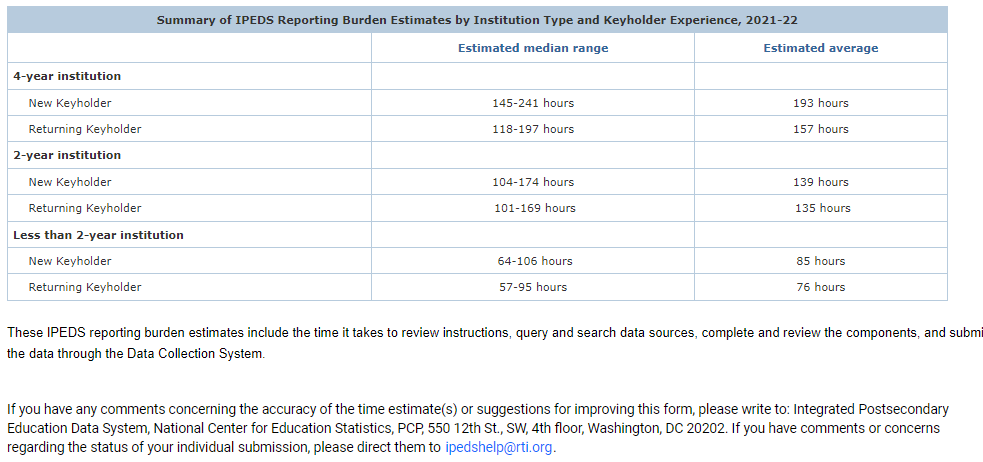 Summary of IPEDS Reporting Burden Estimates by Institution Type and Keyholder Experience, 2021-22
Estimated median range Estimated average
4-year institution
New Keyholder 145-241 hours 193 hours
Returning Keyholder 118-197 hours 157 hours
2-year institution
New Keyholder 104-174 hours 139 hours
Returning Keyholder 101-169 hours 135 hours
Less than 2-year institution
New Keyholder 64-106 hours 85 hours
Returning Keyholder 57-95 hours 76 hours
These IPEDS reporting burden estimates include the time it takes to review instructions, query and search data sources, complete and review the components, and submi
the data through the Data Collection System.
If you have any comments concerning the accuracy of the time estimate(s) or suggestions for improving this form, please write to: Integrated Postsecondary
Education Data System, National Center for Education Statistics, PCP, 550 12th St., SW, 4th floor, Washington, DC 20202. If you have comments or concerns
regarding the status of your individual submission, please direct them to ipedshelp@rti.org.